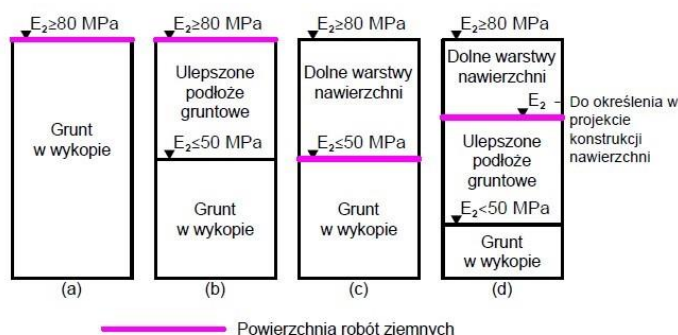 E₂≥80 MPa
Grunt
w wykopie
(a)
E₂≥80 MPa
Ulepszone
podłoże
gruntowe
E₂≤50 MPa
Grunt
w wykopie
(b)
E₂≥80 MPa
Dolne warstwy
nawierzchni
E₂≤50 MPa
Grunt
w wykopie
(c)
E₂≥80 MPa
Dolne warstwy
nawierzchni
E₂ – Do określenia w
projekcie
konstrukcji
nawierzchni
Ulepszone
podłoże
gruntowe
E₂<50 MPa
Grunt
w wykopie
(d)
Powierzchnia robót ziemnych